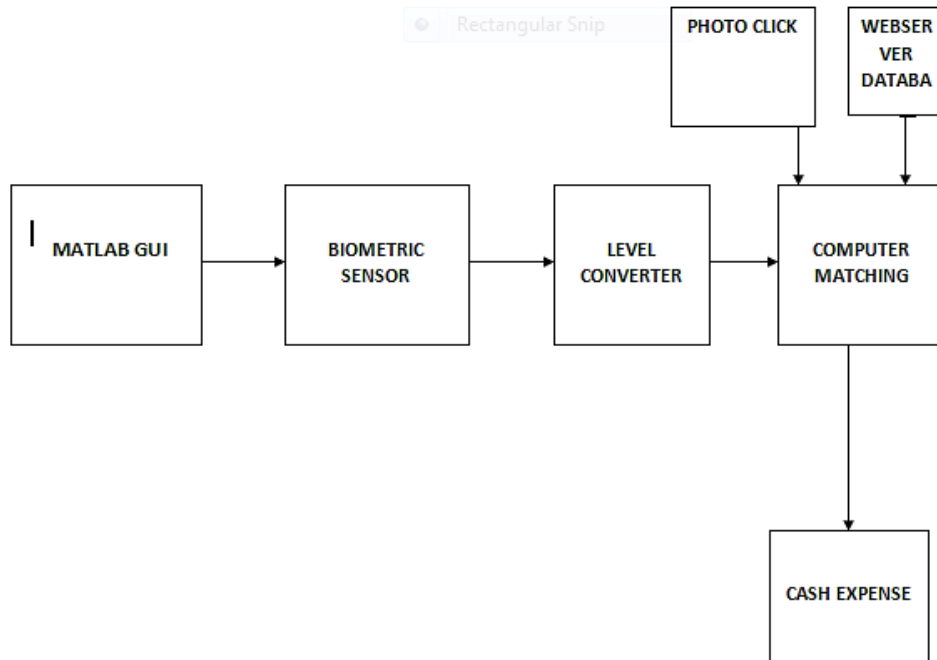 Rectangular Snip
PHOTO CLICK
WEBSER
VER
DATABA
MATLAB GUI
BIOMETRIC
SENSOR
LEVEL
CONVERTER
COMPUTER
MATCHING
CASH EXPENSE